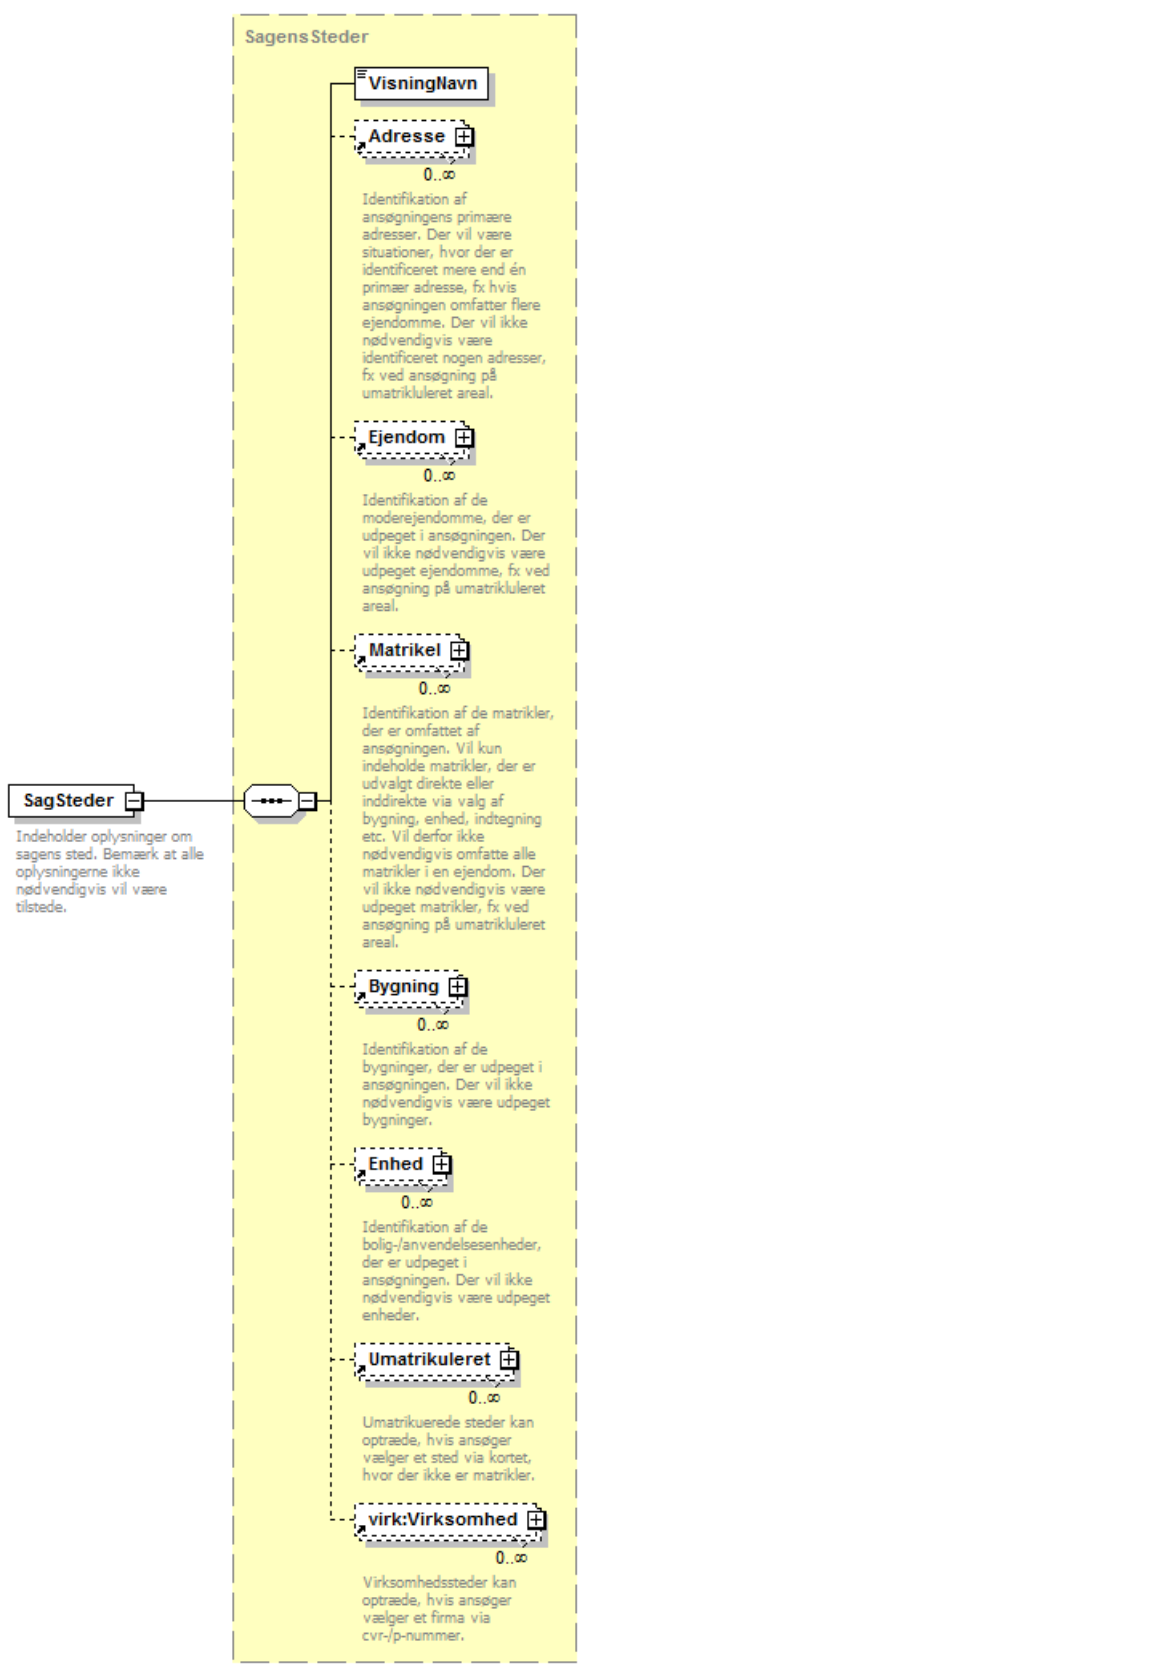 SagensSteder
VisningNavn
Adresse
0..∞
Identifikation af
ansøgningens primære
adresser. Der vil være
situationer, hvor der er
identificeret mere end én
primær adresse, fx hvis
ansøgningen omfatter flere
ejendomme. Der vil ikke
nødvendigvis være
identificeret nogen adresser,
fx ved ansøgning på
umatrikluleret areal.
Ejendom
0..∞
Identifikation af de
moderejendomme, der er
udpeget i ansøgningen. Der
vil ikke nødvendigvis være
udpeget ejendomme, fx ved
ansøgning på umatrikluleret
areal.
Matrikel
0..∞
Identifikation af de matrikler,
der er omfattet af
ansøgningen. Vil kun
indeholde matrikler, der er
udvalgt direkte eller
inddirekte via valg af
bygning, enhed, indtegning
etc. Vil derfor ikke
nødvendigvis omfatte alle
matrikler i en ejendom. Der
vil ikke nødvendigvis være
udpeget matrikler, fx ved
ansøgning på umatrikluleret
areal.
SagSteder
Indeholder oplysninger om
sagens sted. Bemærk at alle
oplysningerne ikke
nødvendigvis vil være
tilstede.
Bygning
0..∞
Identifikation af de
bygninger, der er udpeget i
ansøgningen. Der vil ikke
nødvendigvis være udpeget
bygninger.
Enhed
0..∞
Identifikation af de
bolig-/anvendelsesenheder,
der er udpeget i
ansøgningen. Der vil ikke
nødvendigvis være udpeget
enheder.
Umatrikuleret
0..∞
Umatrikuerede steder kan
optræde, hvis ansøger
vælger et sted via kortet,
hvor der ikke er matrikler.
virk:Virksomhed
0..∞
Virksomhedssteder kan
optræde, hvis ansøger
vælger et firma via
cvr-/p-nummer.